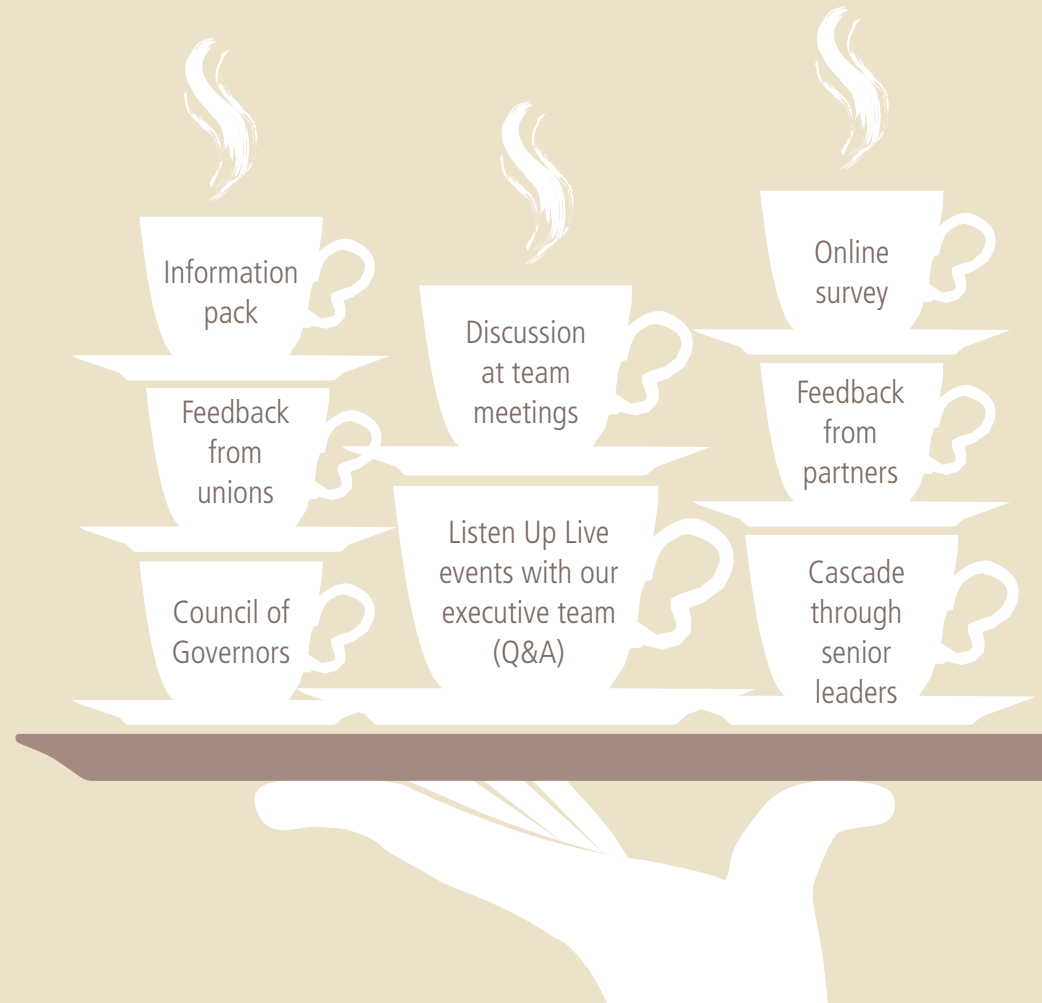 Information
pack
Feedback
from
unions
Council of
Governors
Discussion
at team
meetings
Listen Up Live
events with our
executive team
(Q&A)
Online
survey
Feedback
from
partners
Cascade
through
senior
leaders